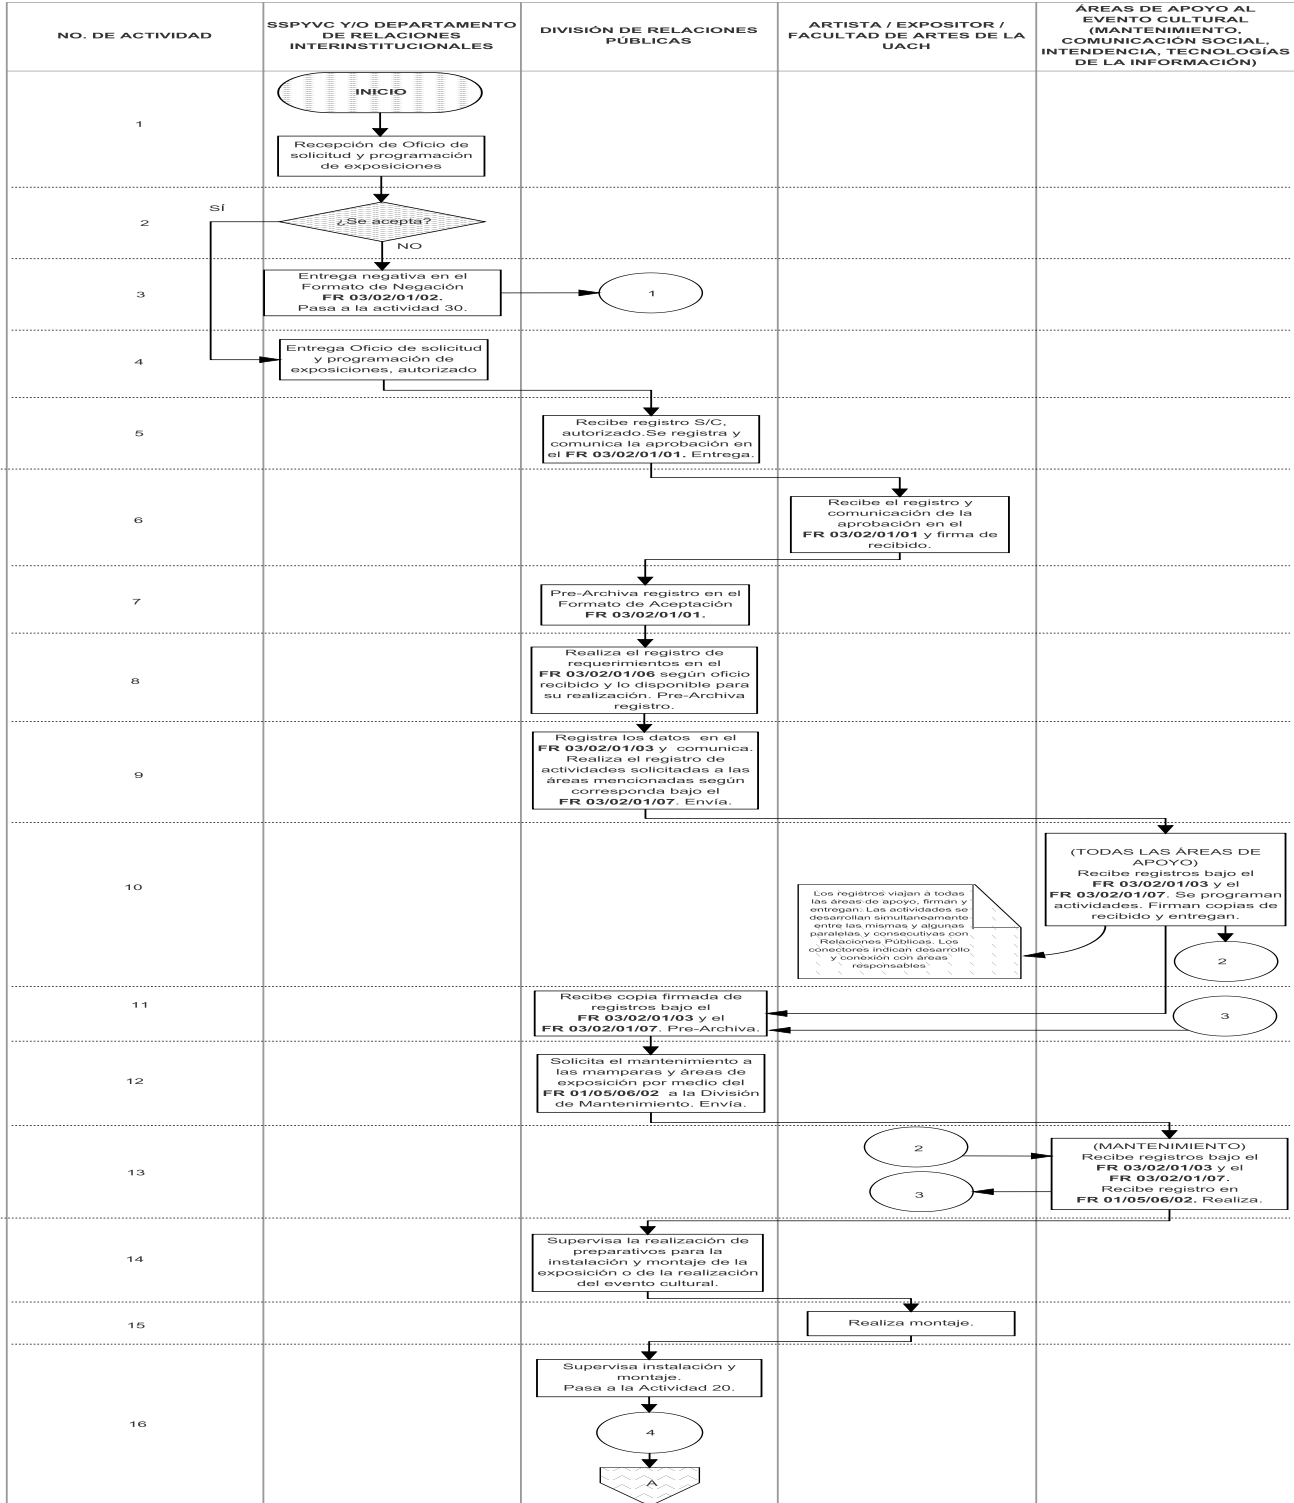 NO. DE ACTIVIDAD
SSPYVC Y/O DEPARTAMENTO
DE RELACIONES
INTERINSTITUCIONALES
DIVISIÓN DE RELACIONES
PÚBLICAS
ARTISTA / EXPOSITOR /
FACULTAD DE ARTES DE LA
UACH
ÁREAS DE APOYO AL
EVENTO CULTURAL
(MANTENIMIENTO,
COMUNICACIÓN SOCIAL,
INTENDENCIA, TECNOLOGÍAS
DE LA INFORMACIÓN)
INICIO
1
Recepción de Oficio de
solicitud y programación
de exposiciones
SÍ
2
¿Se acepta?
NO
3
Entrega negativa en el
Formato de Negación
FR 03/02/01/02.
Pasa a la actividad 30.
1
4
Entrega Oficio de solicitud
y programación de
exposiciones, autorizado
5
Recibe registro S/C,
autorizado.Se registra y
comunica la aprobación en
el FR 03/02/01/01. Entrega.
6
Recibe el registro y
comunicación de la
aprobación en el
FR 03/02/01/01 y firma de
recibido.
7
Pre-Archiva registro en el
Formato de Aceptación
FR 03/02/01/01.
8
Realiza el registro de
requerimientos en el
FR 03/02/01/06 según oficio
recibido y lo disponible para
su realización. Pre-Archiva
registro.
9
Registra los datos en el
FR 03/02/01/03 y comunica.
Realiza el registro de
actividades solicitadas a las
áreas mencionadas según
corresponda bajo el
FR 03/02/01/07. Envía.
10
(TODAS LAS ÁREAS DE
APOYO)
Recibe registros bajo el
FR 03/02/01/03 y el
FR 03/02/01/07. Se programan
actividades. Firman copias de
recibido y entregan.
Los registros viajan a todas
las áreas de apoyo, firman y
entregan. Las actividades se
desarrollan simultaneamente
entre las mismas y algunas
paralelas y consecutivas con
Relaciones Públicas. Los
conectores indican desarrollo
y conexión con áreas
responsables
2
11
Recibe copia firmada de
registros bajo el
FR 03/02/01/03 y el
FR 03/02/01/07. Pre-Archiva.
3
12
Solicita el mantenimiento a
las mamparas y áreas de
exposición por medio del
FR 01/05/06/02 a la División
de Mantenimiento. Envía.
13
2
3
(MANTENIMIENTO)
Recibe registros bajo el
FR 03/02/01/03 y el
FR 03/02/01/07.
Recibe registro en
FR 01/05/06/02. Realiza.
14
Supervisa la realización de
preparativos para la
instalación y montaje de la
exposición o de la realización
del evento cultural.
15
Realiza montaje.
16
Supervisa instalación y
montaje.
Pasa a la Actividad 20.
4
A